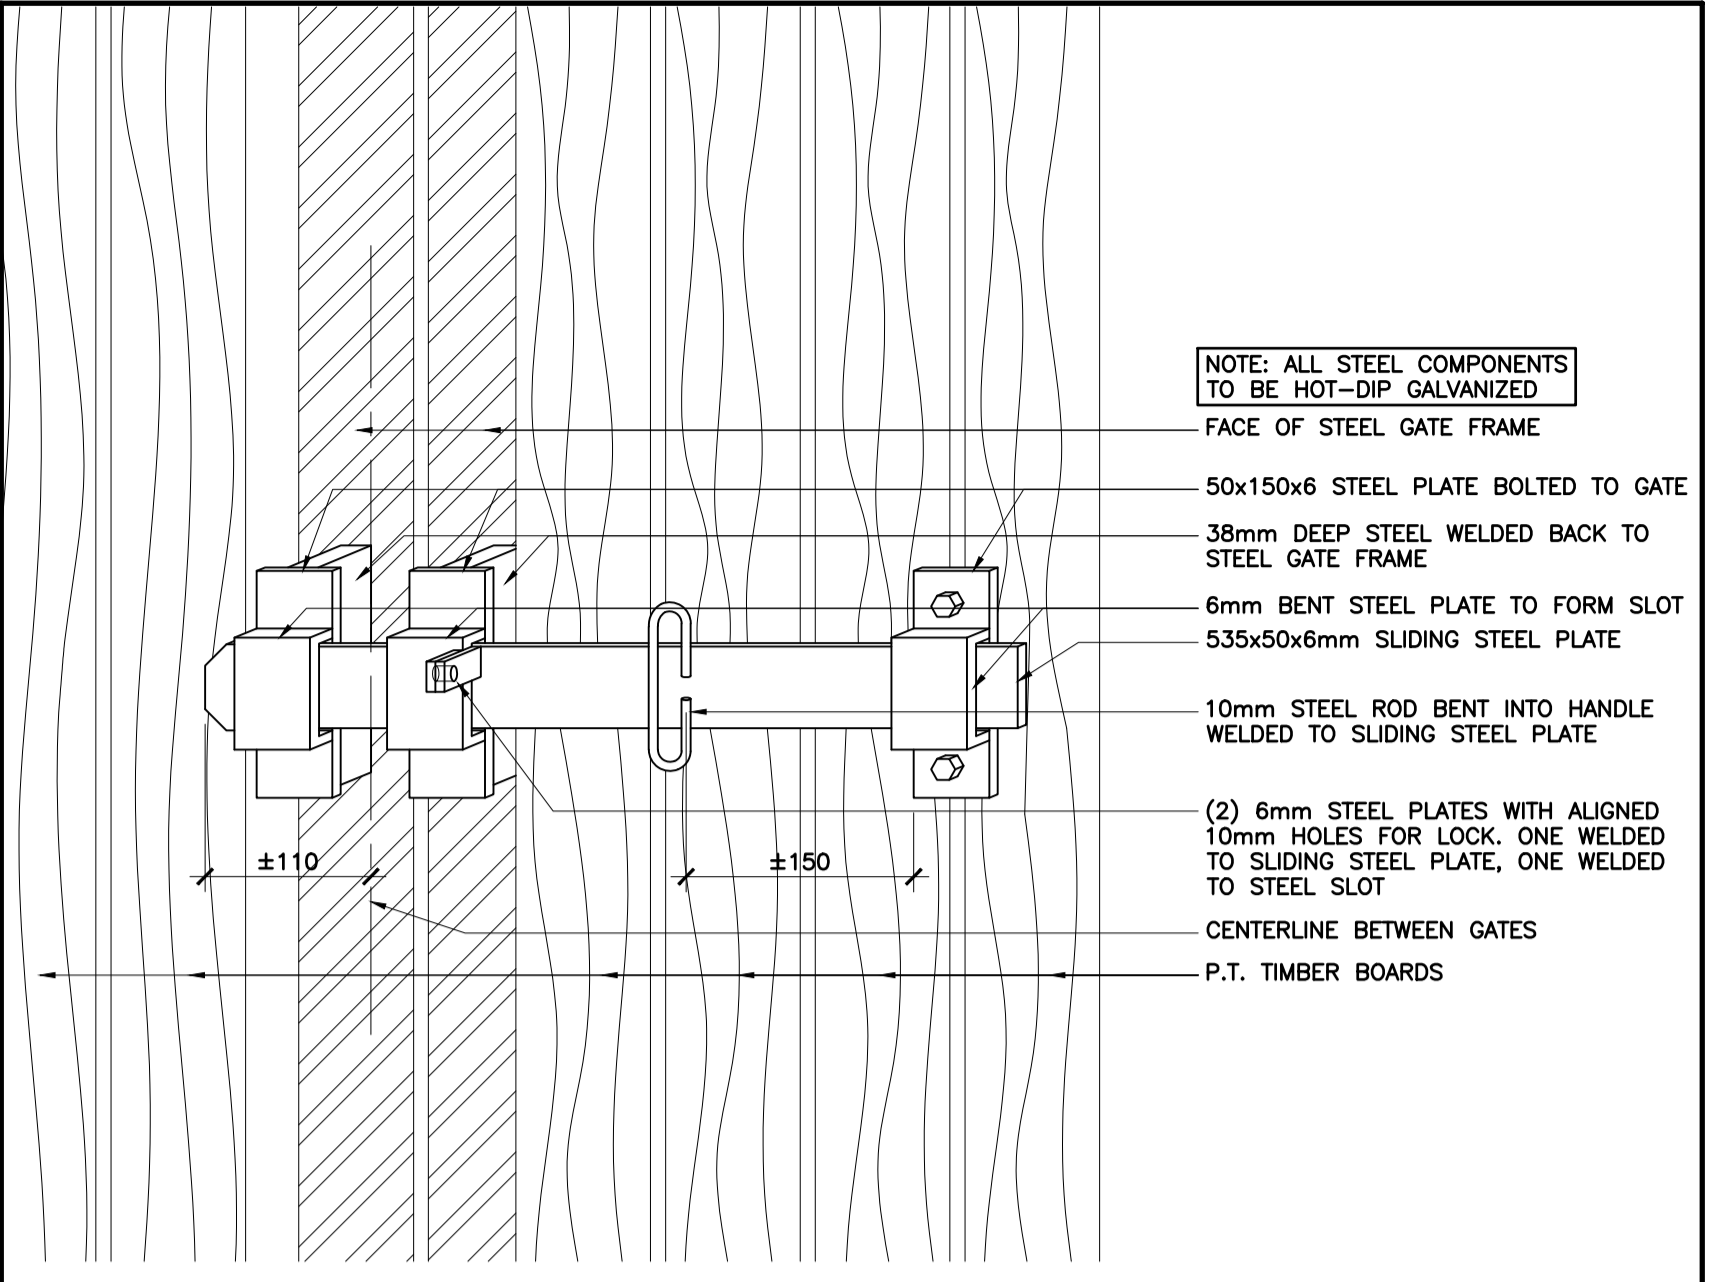 NOTE: ALL STEEL COMPONENTS
TO BE HOT-DIP GALVANIZED
FACE OF STEEL GATE FRAME
50x150x6 STEEL PLATE BOLTED TO GATE
38mm DEEP STEEL WELDED BACK TO
STEEL GATE FRAME
6mm BENT STEEL PLATE TO FORM SLOT
535x50x6mm SLIDING STEEL PLATE
10mm STEEL ROD BENT INTO HANDLE
WELDED TO SLIDING STEEL PLATE
(2) 6mm STEEL PLATES WITH ALIGNED
10mm HOLES FOR LOCK. ONE WELDED
TO SLIDING STEEL PLATE, ONE WELDED
TO STEEL SLOT
±110
±150
CENTERLINE BETWEEN GATES
P.T. TIMBER BOARDS